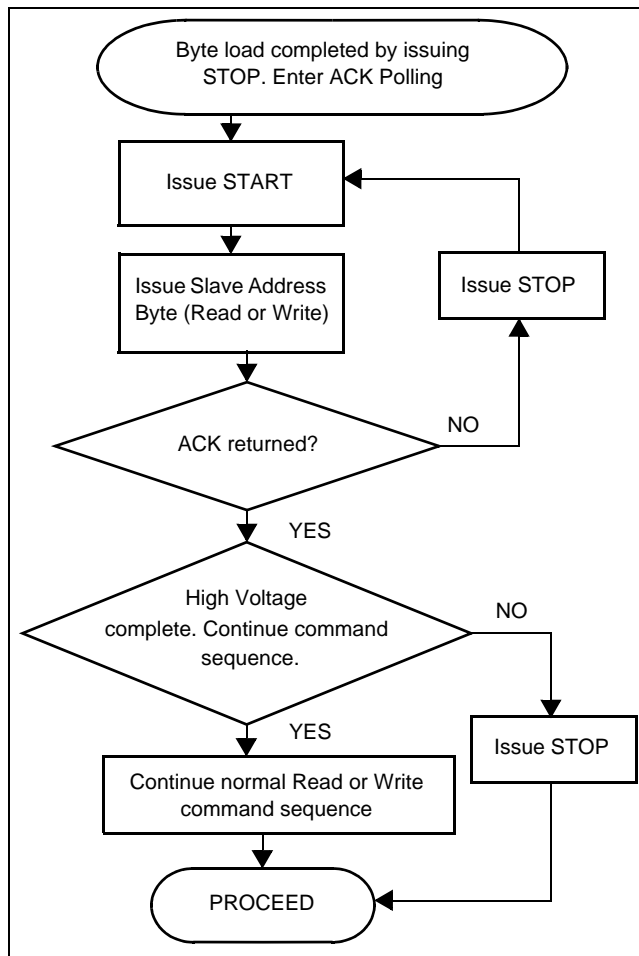 Byte load completed by issuing
STOP. Enter ACK Polling
Issue START
Issue Slave Address
Byte (Read or Write)
Issue STOP
ACK returned?
NO
YES
High Voltage
complete. Continue command
sequence.
NO
YES
Issue STOP
Continue normal Read or Write
command sequence
PROCEED